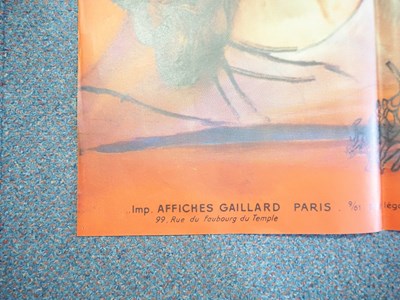 Imp. AFFICHES GAILLARD PARIS.
99, Rue du Faubourg du Temple